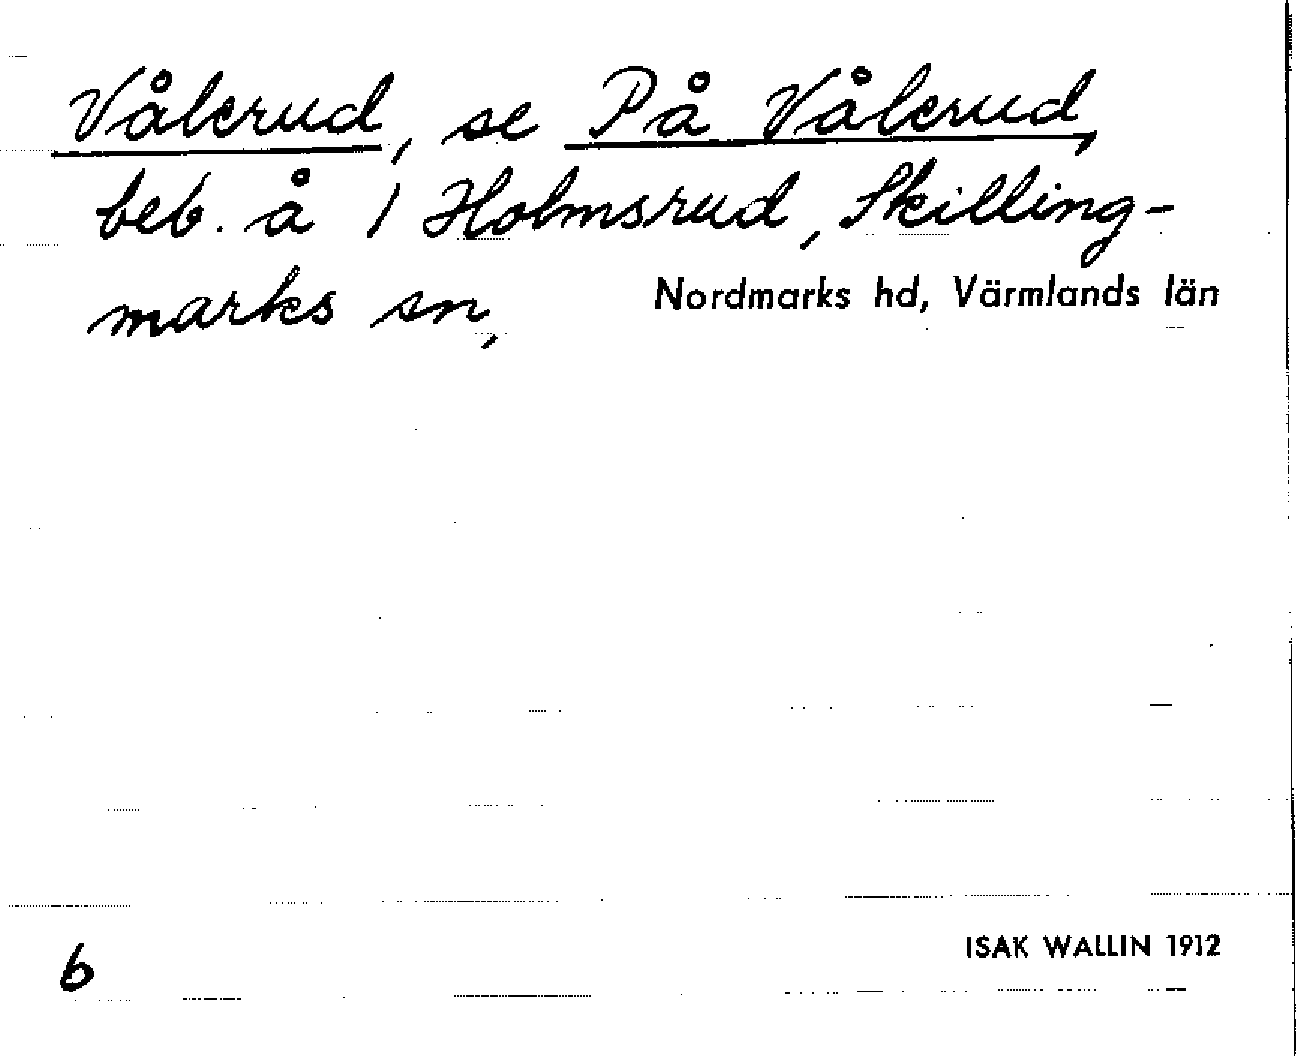 Vålerud, se På Vålerud,
beb. å 1 Holmsrud, Skilling-
marks sn, Nordmarks hd, Värmlands län
6 ISAK WALLIN 1912